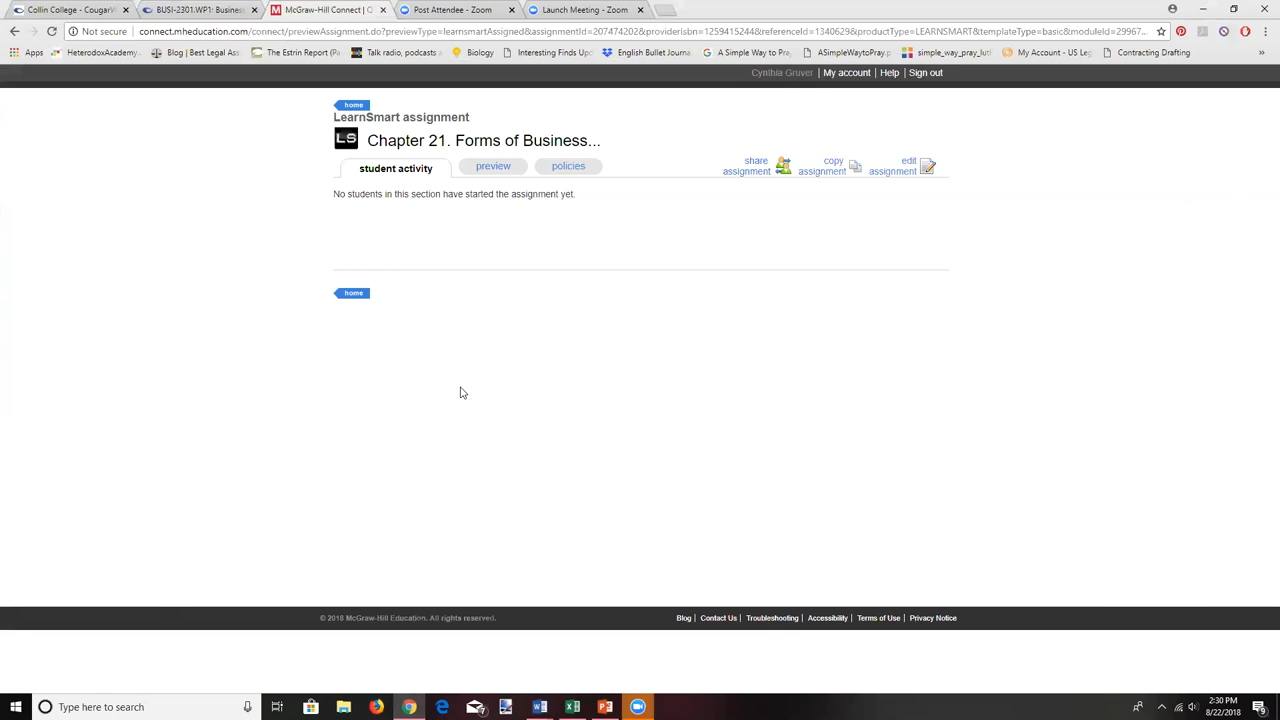 Collin College - CougarW
BUSI-2301.WP1: Business
McGraw-Hill Connect | Q
Post Attendee - Zoom
Launch Meeting - Zoom
Not secure
connect.mheducation.com/connect/previewAssignment.do?previewType=learnsmartAssigned&assignmentId=207474202&providerIsbn=1259415244&referenceId=1340629&productType=LEARNSMART&templateType=basic&moduleId=29967...
Apps
HeterodoxAcademy.
Blog | Best Legal Ass
The Estrin Report (Pa
Talk radio, podcasts a
Biology
Interesting Finds Up
English Bullet Journa
A Simple Way to P
ASimpleWaytoPray.p
simple_way_pray_lut
My Account - US Leg
Contracting Drafting
»
Cynthia Gruver | My account | Help | Sign out
home
LearnSmart assignment
LS Chapter 21. Forms of Business...
student activity
preview
policies
share assignment
copy assignment
edit assignment
No students in this section have started the assignment yet.
home
© 2018 McGraw-Hill Education. All rights reserved.
Blog | Contact Us | Troubleshooting | Accessibility | Terms of Use | Privacy Notice
Type here to search
2:30 PM
8/22/2018